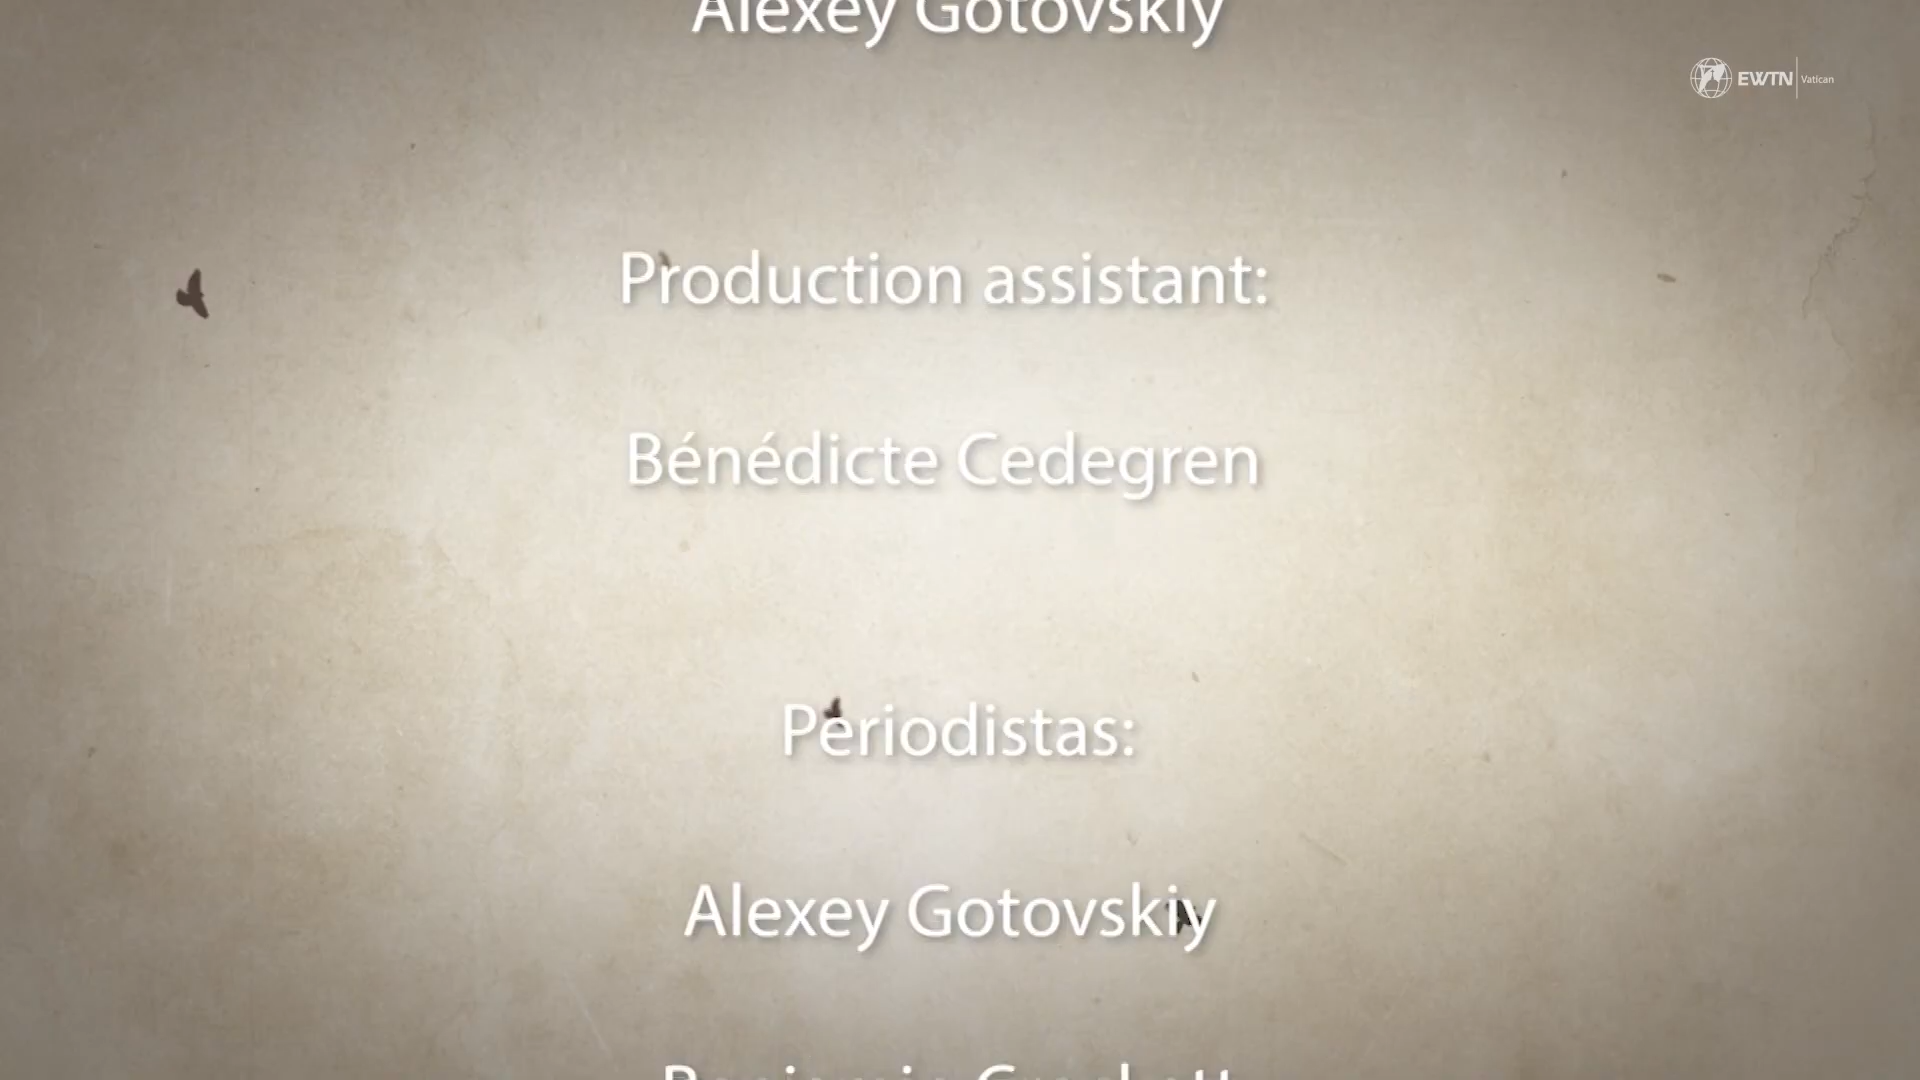 Alexey Gotovskiy
EWTN Vatican
Production assistant:
Bénédicte Cedegren
Periodistas:
Alexey Gotovskiy